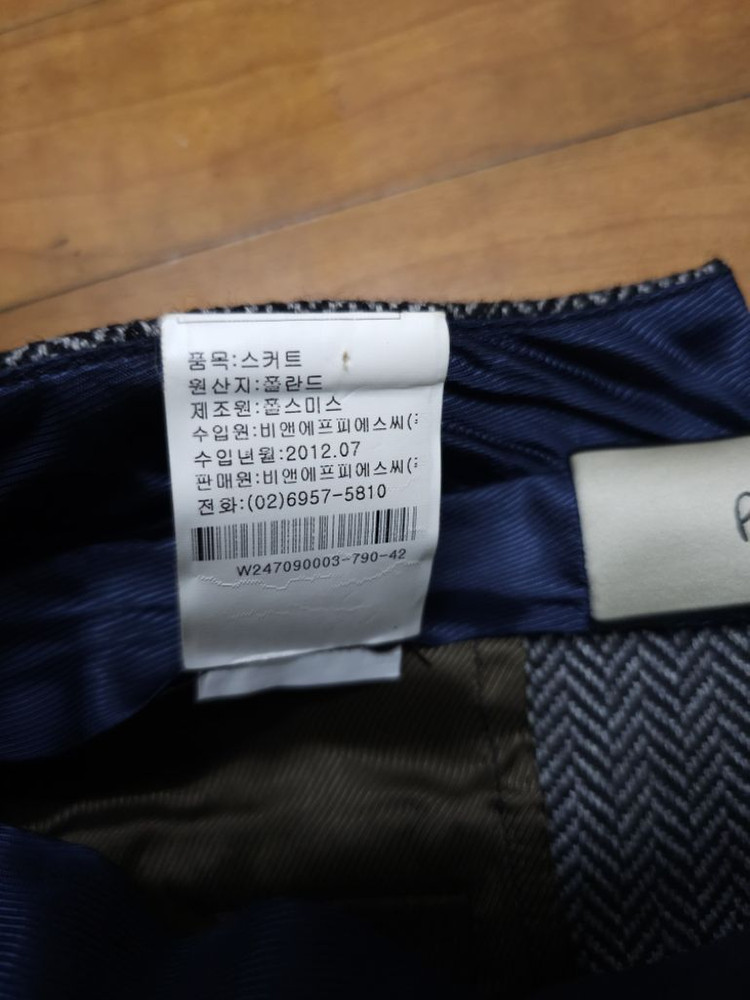 품목:스커트
원산지:폴란드
제조원:폴스미스
수입원:비앤에프피에스씨(
수입년월:2012.07
판매원:비앤에프피에스씨(
전화:(02)6957-5810
W247090003-790-42